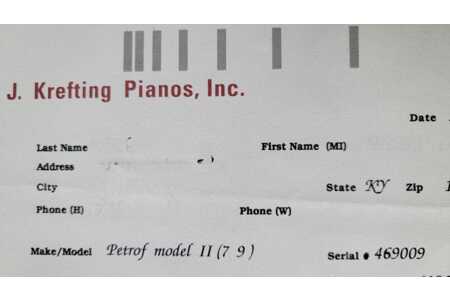 J. Krefting Pianos, Inc.
Date
Last Name First Name (MI)
Address
City State KY Zip
Phone (H) Phone (W)
Make/Model Petrof model II (7 9) Serial # 469009